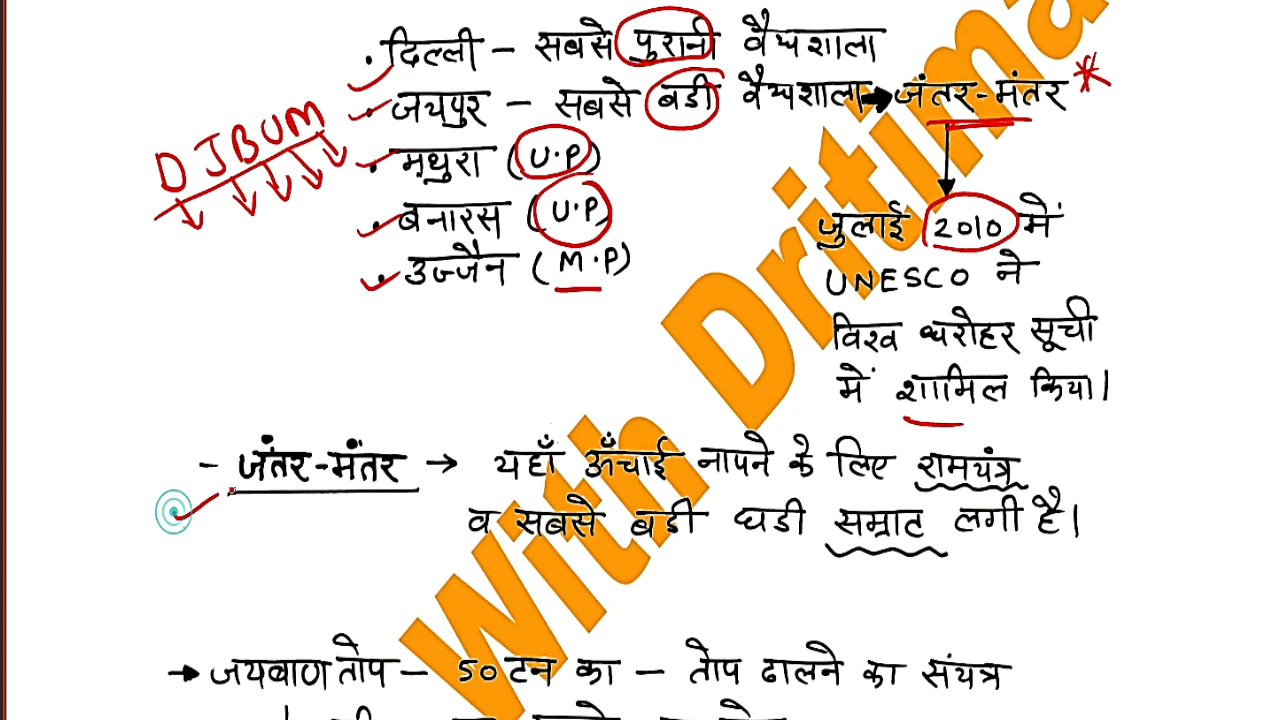 . दिल्ली – सबसे पुरानी वैधशाला
. जयपुर – सबसे बडी वैधशाला → जंतर-मंतर *
DJBUM
. मथुरा (U.P)
. बनारस (U.P)
. उज्जैन (M.P)
जुलाई 2010 में
UNESCO ने
विश्व धरोहर सूची
में शामिल किया।
- जंतर-मंतर → यहाँ ऊँचाई नापने के लिए रामयंत्र
व सबसे बडी घडी सम्राट लगी है।
→ जयबाण तोप – 50 टन का – तोप ढालने का संयत्र
With Dritima